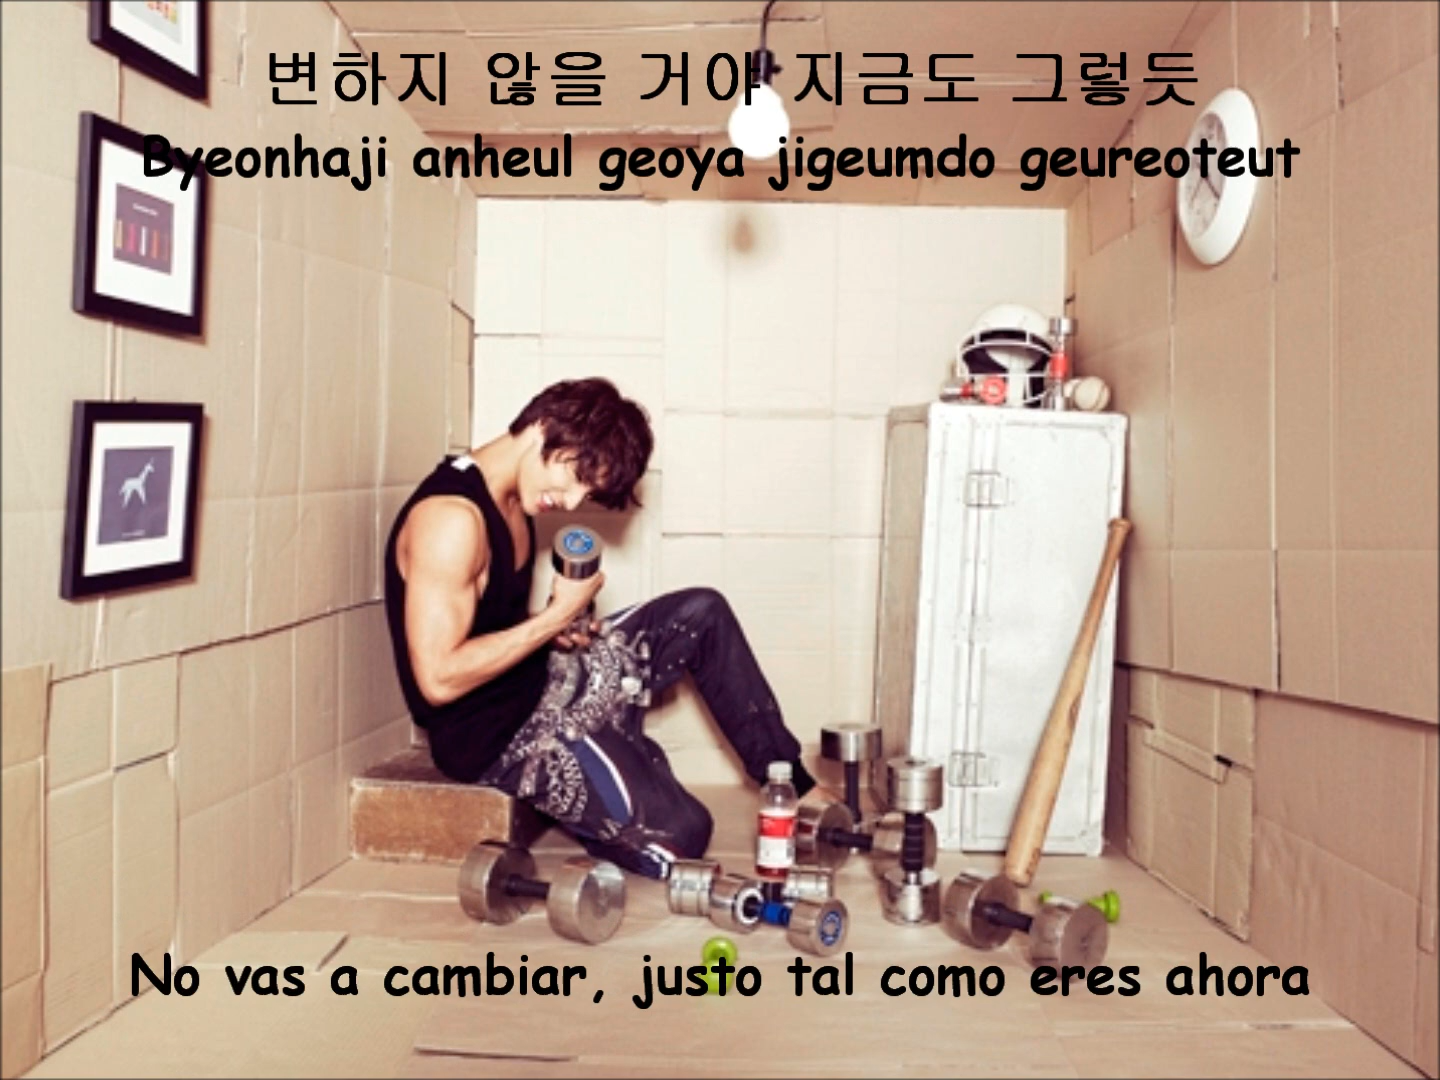 변하지 않을 거야 지금도 그렇듯
Byeonhaji anheul geoya jigeumdo geureoteut
No vas a cambiar, justo tal como eres ahora